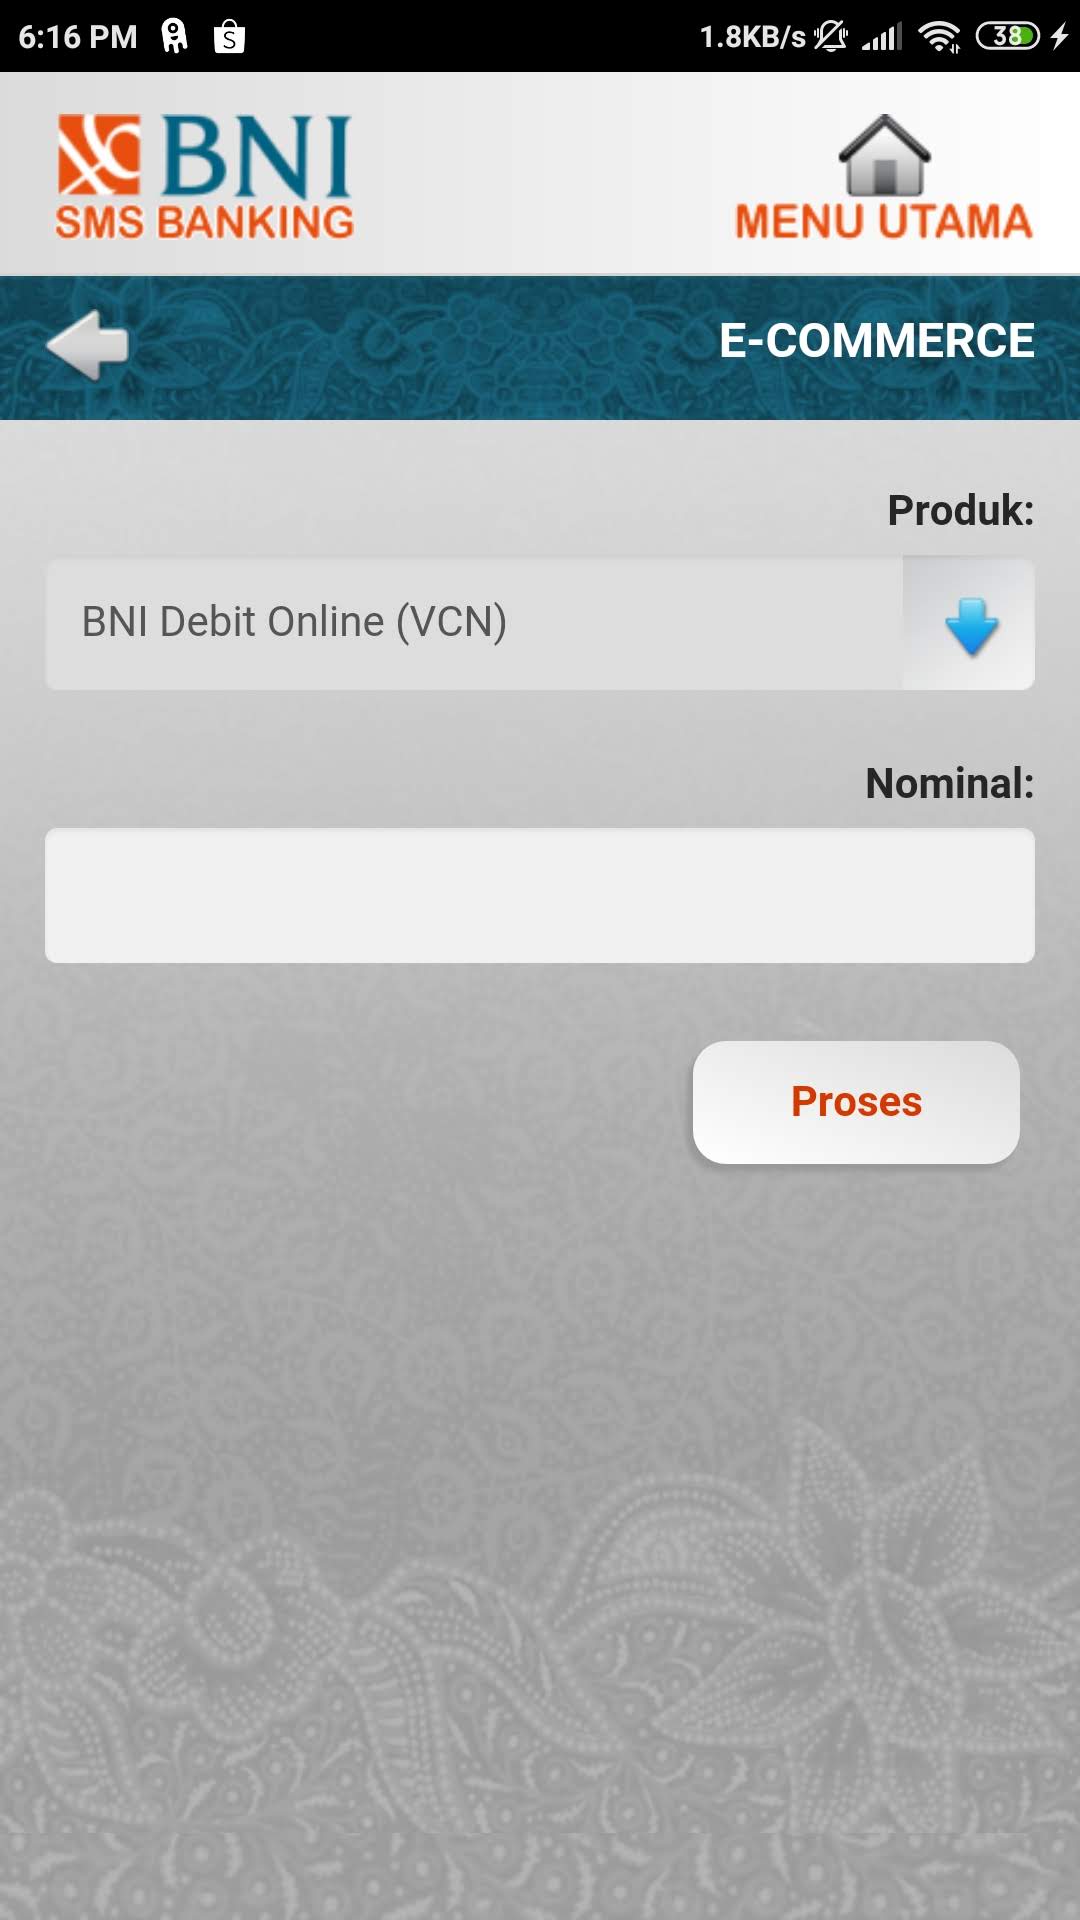 6:16 PM
1.8KB/s
38
BNI
SMS BANKING
MENU UTAMA
E-COMMERCE
Produk:
BNI Debit Online (VCN)
Nominal:
Proses